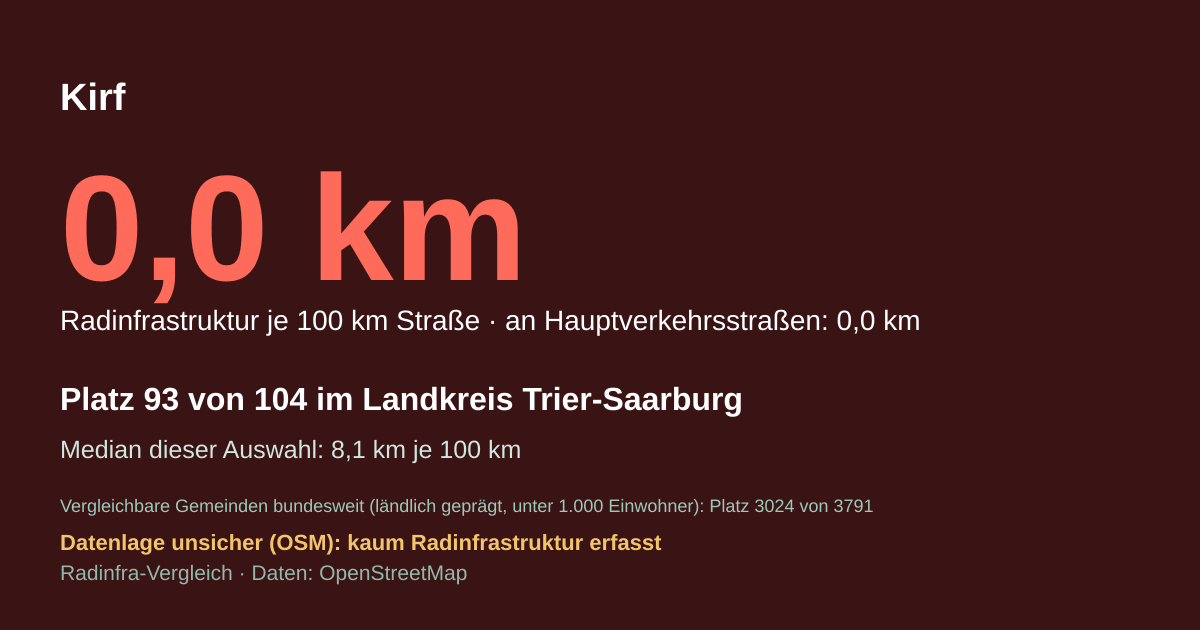 Kirf
0,0 km
Radinfrastruktur je 100 km Straße · an Hauptverkehrsstraßen: 0,0 km
Platz 93 von 104 im Landkreis Trier-Saarburg
Median dieser Auswahl: 8,1 km je 100 km
Vergleichbare Gemeinden bundesweit (ländlich geprägt, unter 1.000 Einwohner): Platz 3024 von 3791
Datenlage unsicher (OSM): kaum Radinfrastruktur erfasst
Radinfra-Vergleich · Daten: OpenStreetMap